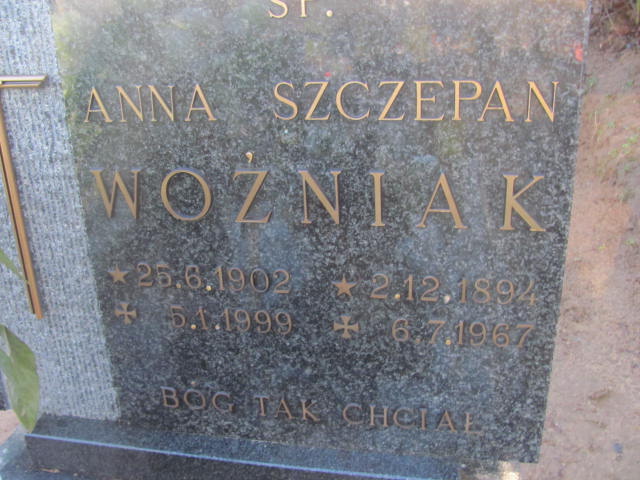 ŚP.
ANNA SZCZEPAN
WOŹNIAK
25.6.1902 2.12.1894
5.1.1999 6.7.1967
BÓG TAK CHCIAŁ